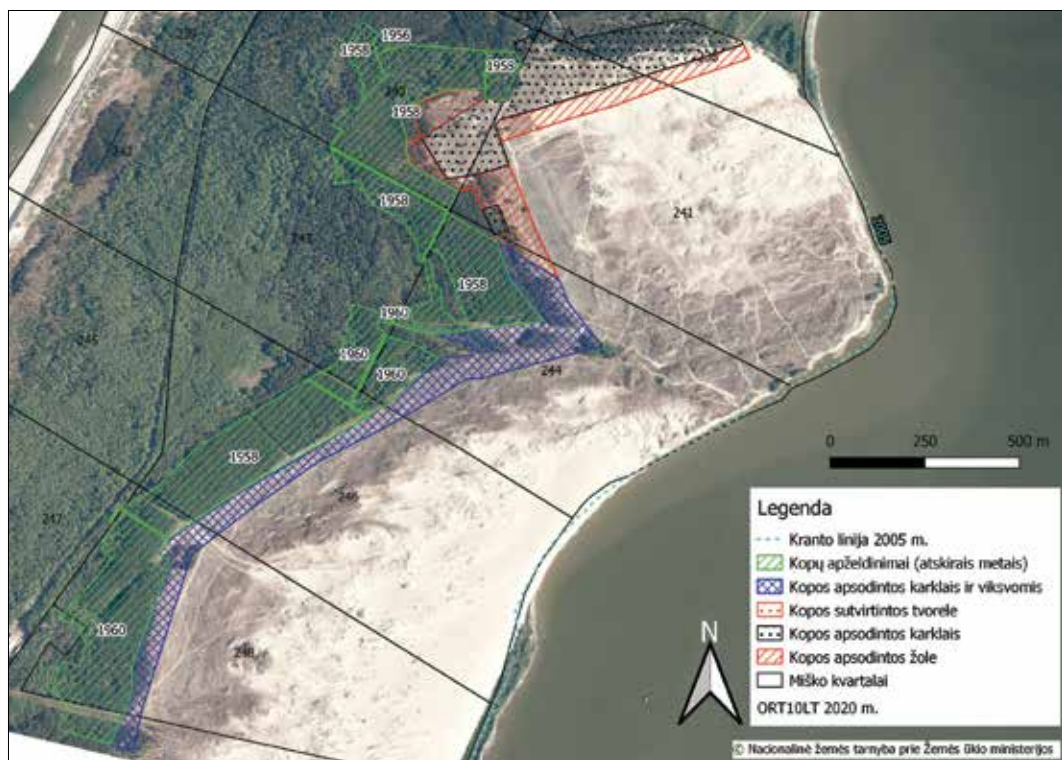 1956
1958
1958
1958
242
1958
241
2005
1958
1960
245
1960
1960
244
0 250 500 m
1958
246
247
N
1960
248
Legenda
Kranto linija 2005 m.
Kopų apželdinimai (atskirais metais)
Kopos apsodintos karklais ir viksvomis
Kopos sutvirtintos tvorele
Kopos apsodintos karklais
Kopos apsodintos žole
Miško kvartalai
ORT10LT 2020 m.
© Nacionalinė žemės tarnyba prie Žemės ūkio ministerijos